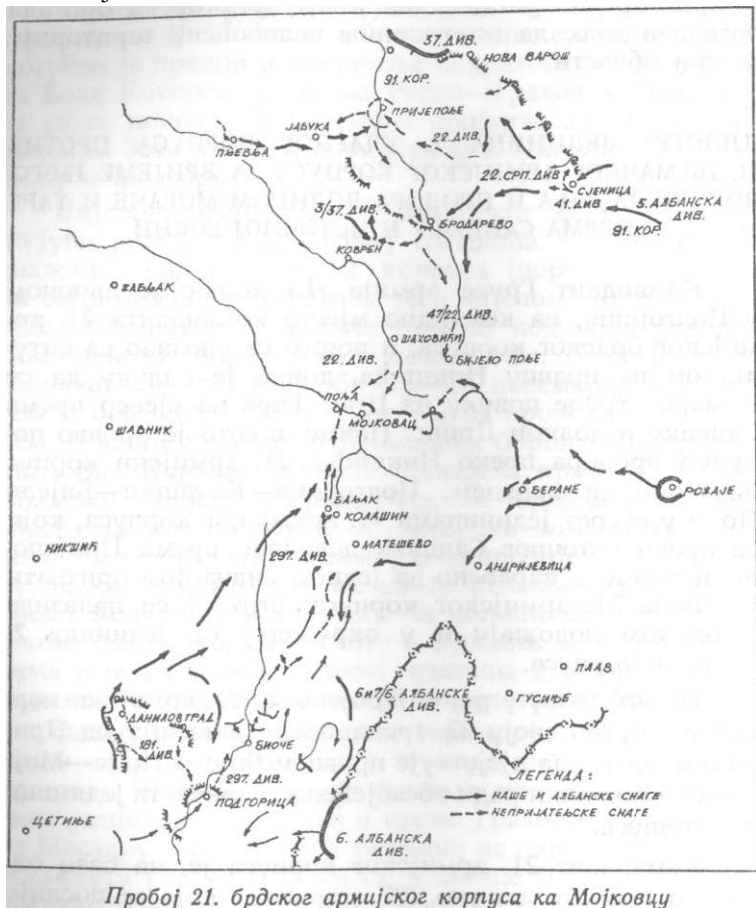 37. ДИВ.
НОВА ВАРОШ
91. КОР.
ПРИЈЕПОЉЕ
ЈАБУКА
ПЉЕВЉА
22. ДИВ.
22. СРП. ДИВ.
СЈЕНИЦА
41. ДИВ
5. АЛБАНСКА
ДИВ.
91. КОР.
3/37. ДИВ.
БРОДАРЕВО
КОВРЕН
ЖАБЉАК
47/22. ДИВ.
ШАХОВИЋИ
29. ДИВ.
БИЈЕЛО ПОЉЕ
ПОЉА
МОЈКОВАЦ
ШАВНИК
БЕРАНЕ
РОЖАЈЕ
БАКИЋ
КОЛАШИН
МАТЕШЕВО
НИКШИЋ
297. ДИВ.
АНДРИЈЕВИЦА
ПЛАВ
ГУСИЊЕ
6 и 7/6. АЛБАНСКЕ
ДИВ.
ДАНИЛОВГРАД
181.
ДИВ.
БИОЧЕ
297. ДИВ.
ПОДГОРИЦА
ЦЕТИЊЕ
6. АЛБАНСКА
ДИВ.
ЛЕГЕНДА:
НАШЕ И АЛБАНСКЕ СНАГЕ
НЕПРИЈАТЕЉСКЕ СНАГЕ
Пробој 21. брдског армијског корпуса ка Мојковцу